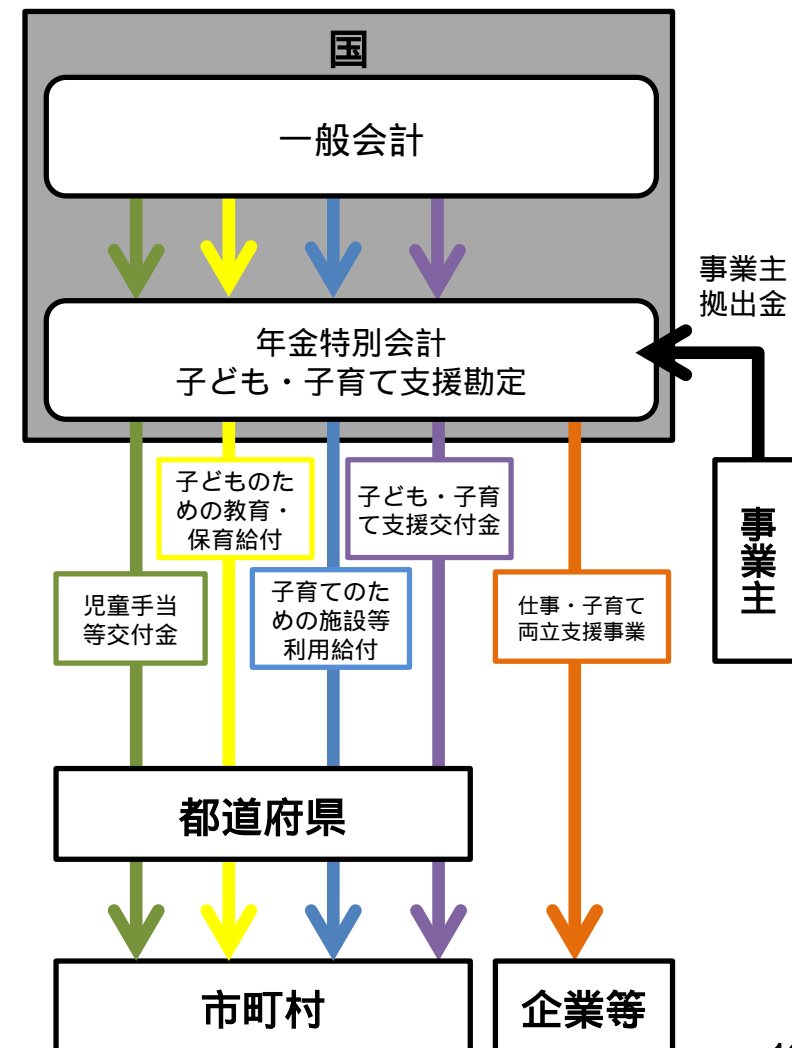 国
一般会計
事業主
拠出金
年金特別会計
子ども・子育て支援勘定
子どものた
めの教育・
保育給付
子ども・子育
て支援交付金
事業主
児童手当
等交付金
子育てのた
めの施設等
利用給付
仕事・子育て
両立支援事業
都道府県
市町村
企業等